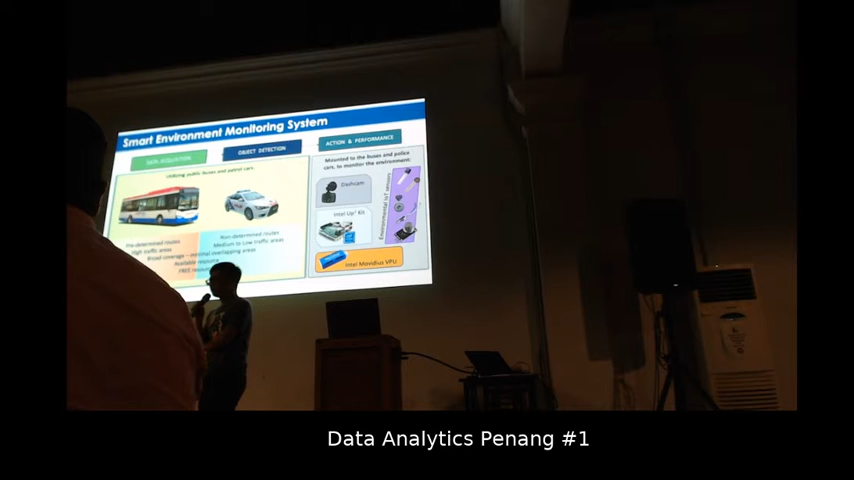 Smart Environment Monitoring System
DATA ACQUISITION
OBJECT DETECTION
ACTION & PERFORMANCE
Utilizing public buses and patrol cars.
Pre-determined routes
High traffic areas
Non-determined routes
Medium to Low traffic areas
Broad coverage – minimal overlapping areas
Available resource
FREE
Mounted to the buses and police
cars, to monitor the environment:
Dashcam
Intel Up² Kit
Environmental IoT sensors
Intel Movidius VPU
Data Analytics Penang #1